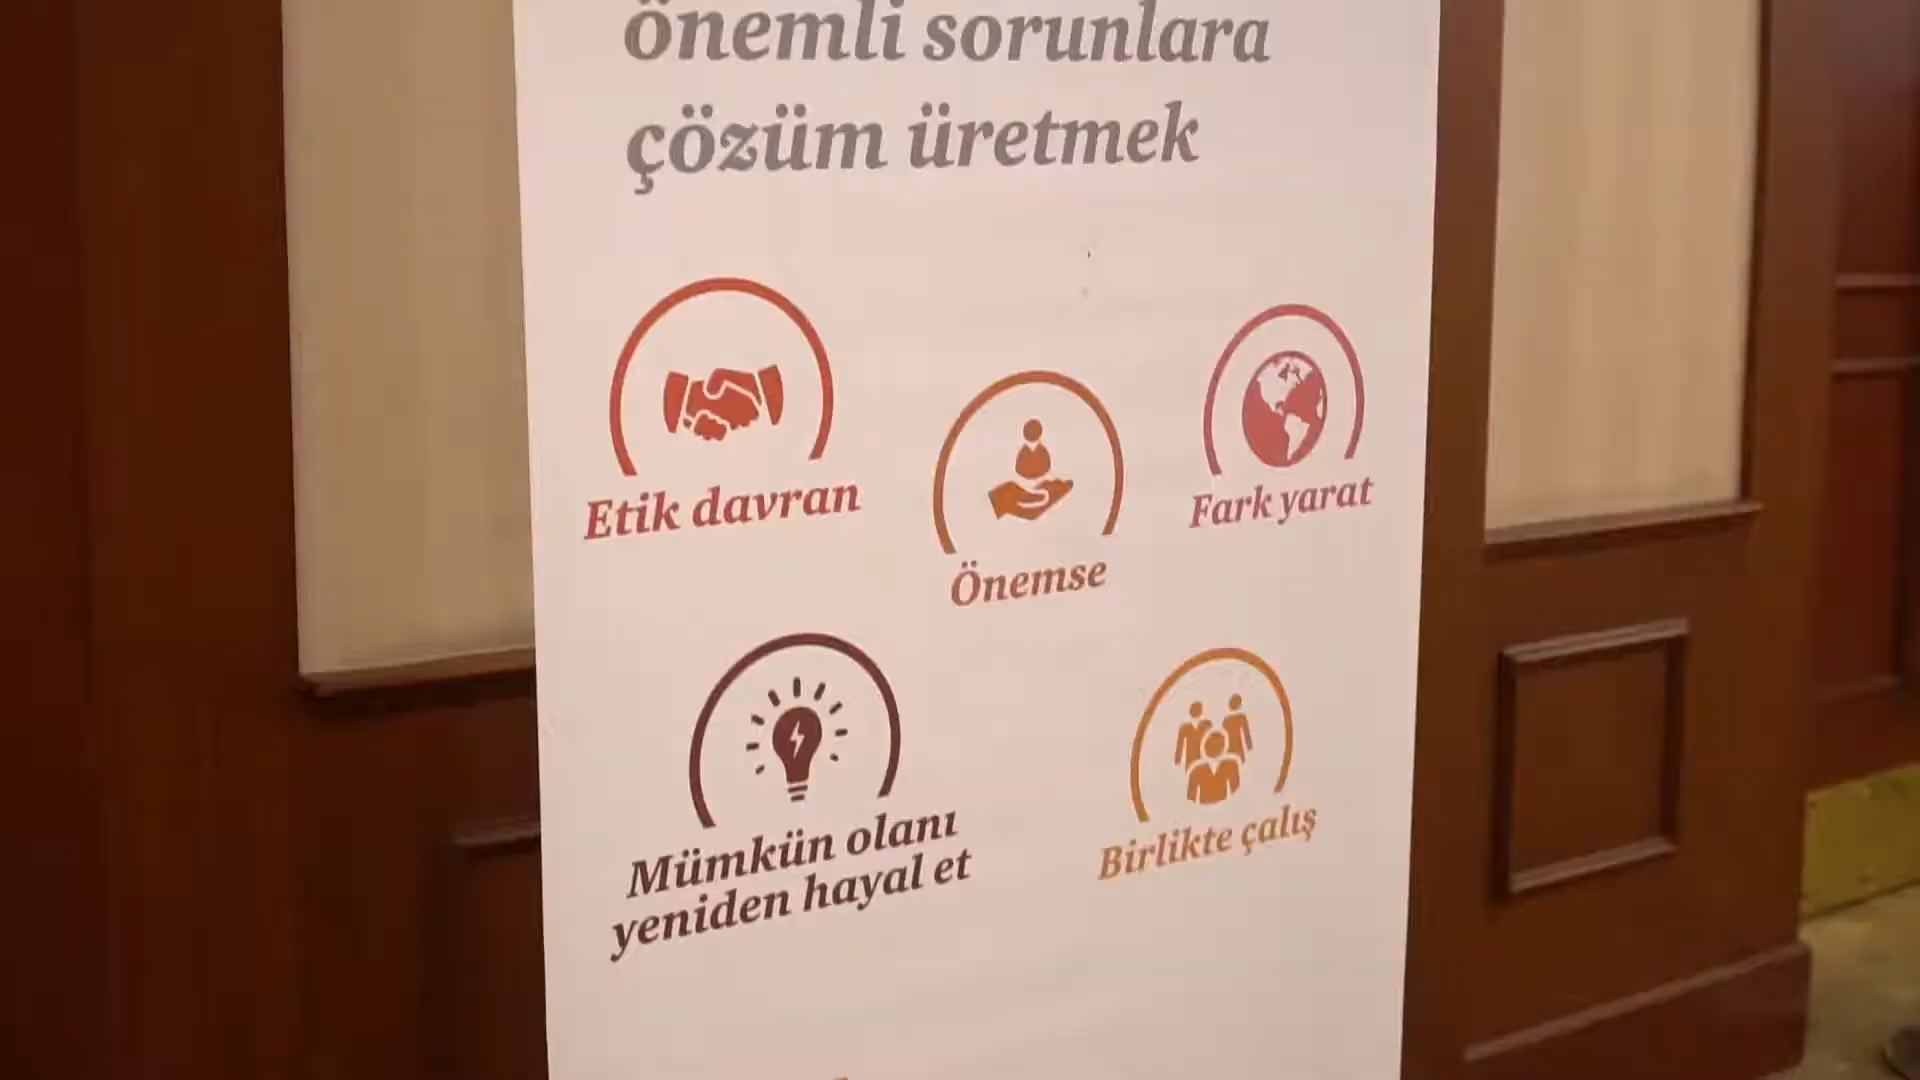 önemli sorunlara
çözüm üretmek
Etik davran
Önemse
Fark yarat
Mümkün olanı
yeniden hayal et
Birlikte çalış